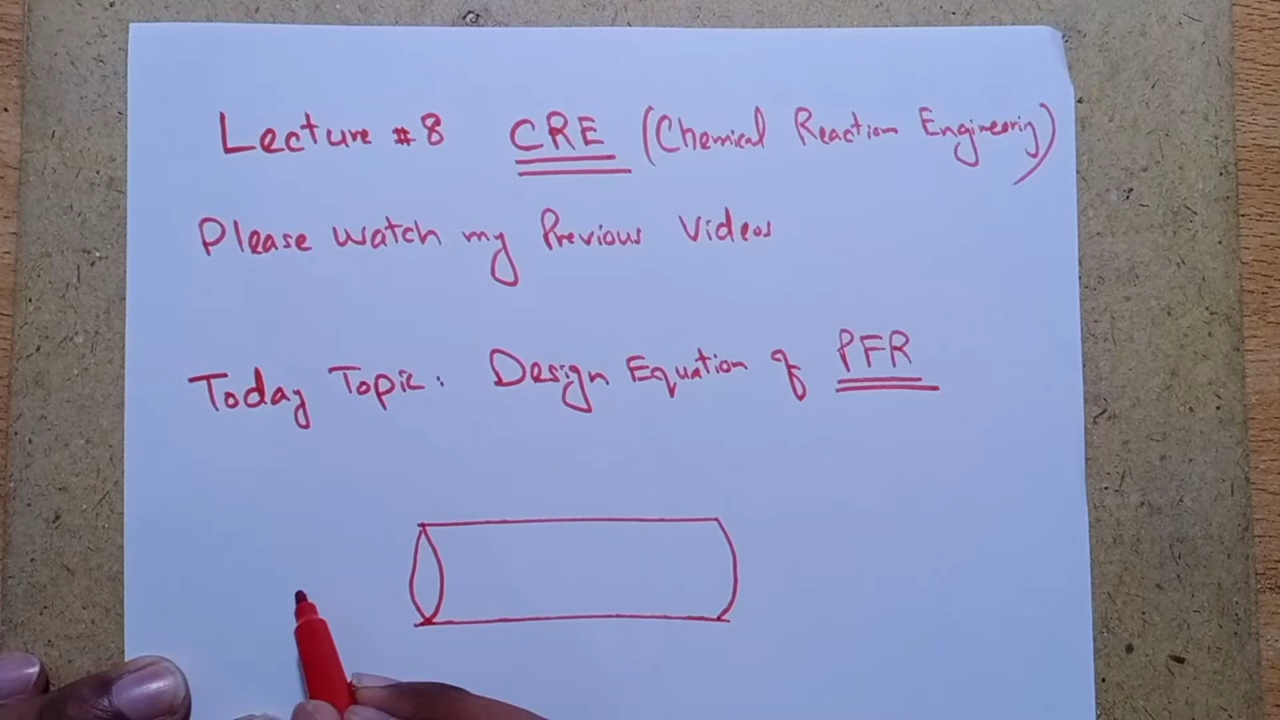 Lecture #8 CRE (Chemical Reaction Engineering)
Please watch my Previous Videos
Today Topic: Design Equation of PFR